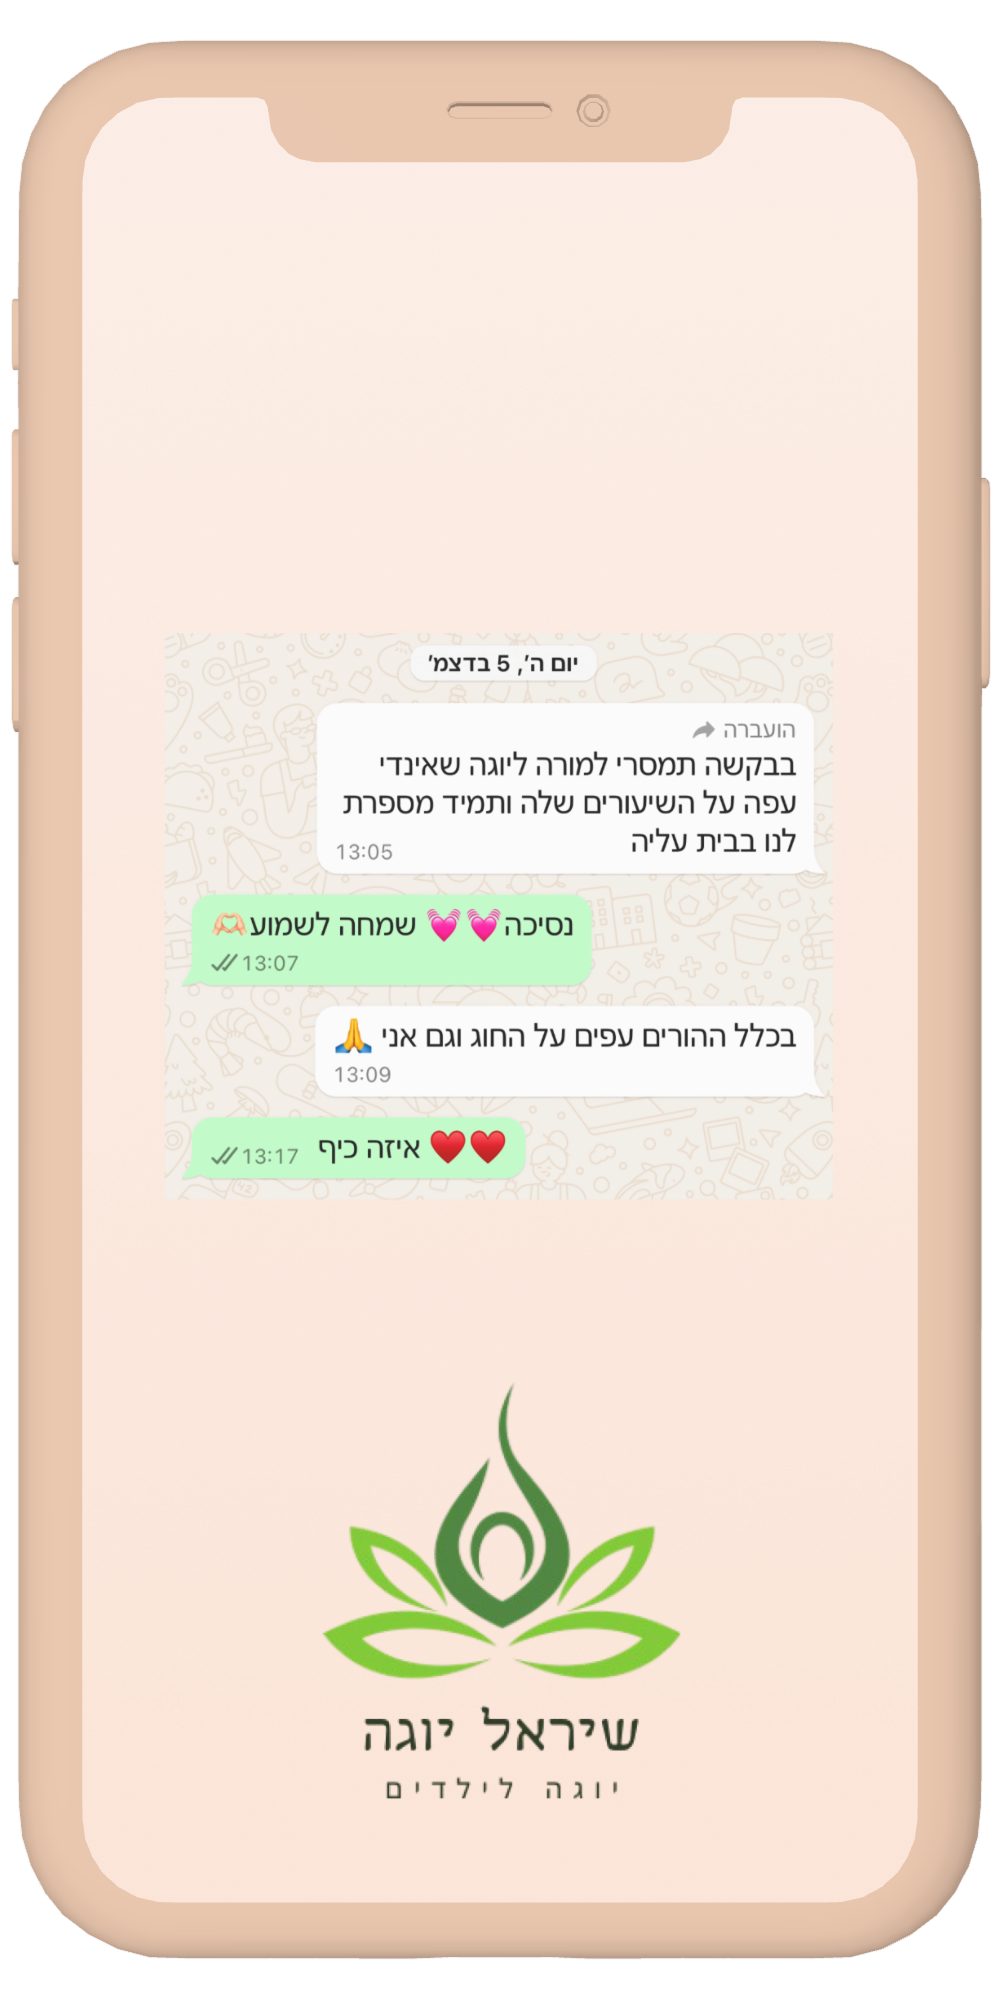 יום ה׳, 5 בדצמ׳
הועברה
בבקשה תמסרי למורה ליוגה שאינדי
עפה על השיעורים שלה ותמיד מספרת
לנו בבית עליה
13:05
נסיכה💓💓 שמחה לשמוע🫶🏻
13:07
בכלל ההורים עפים על החוג וגם אני 🙏
13:09
❤️❤️ איזה כיף
13:17
שיראל יוגה
יוגה לילדים